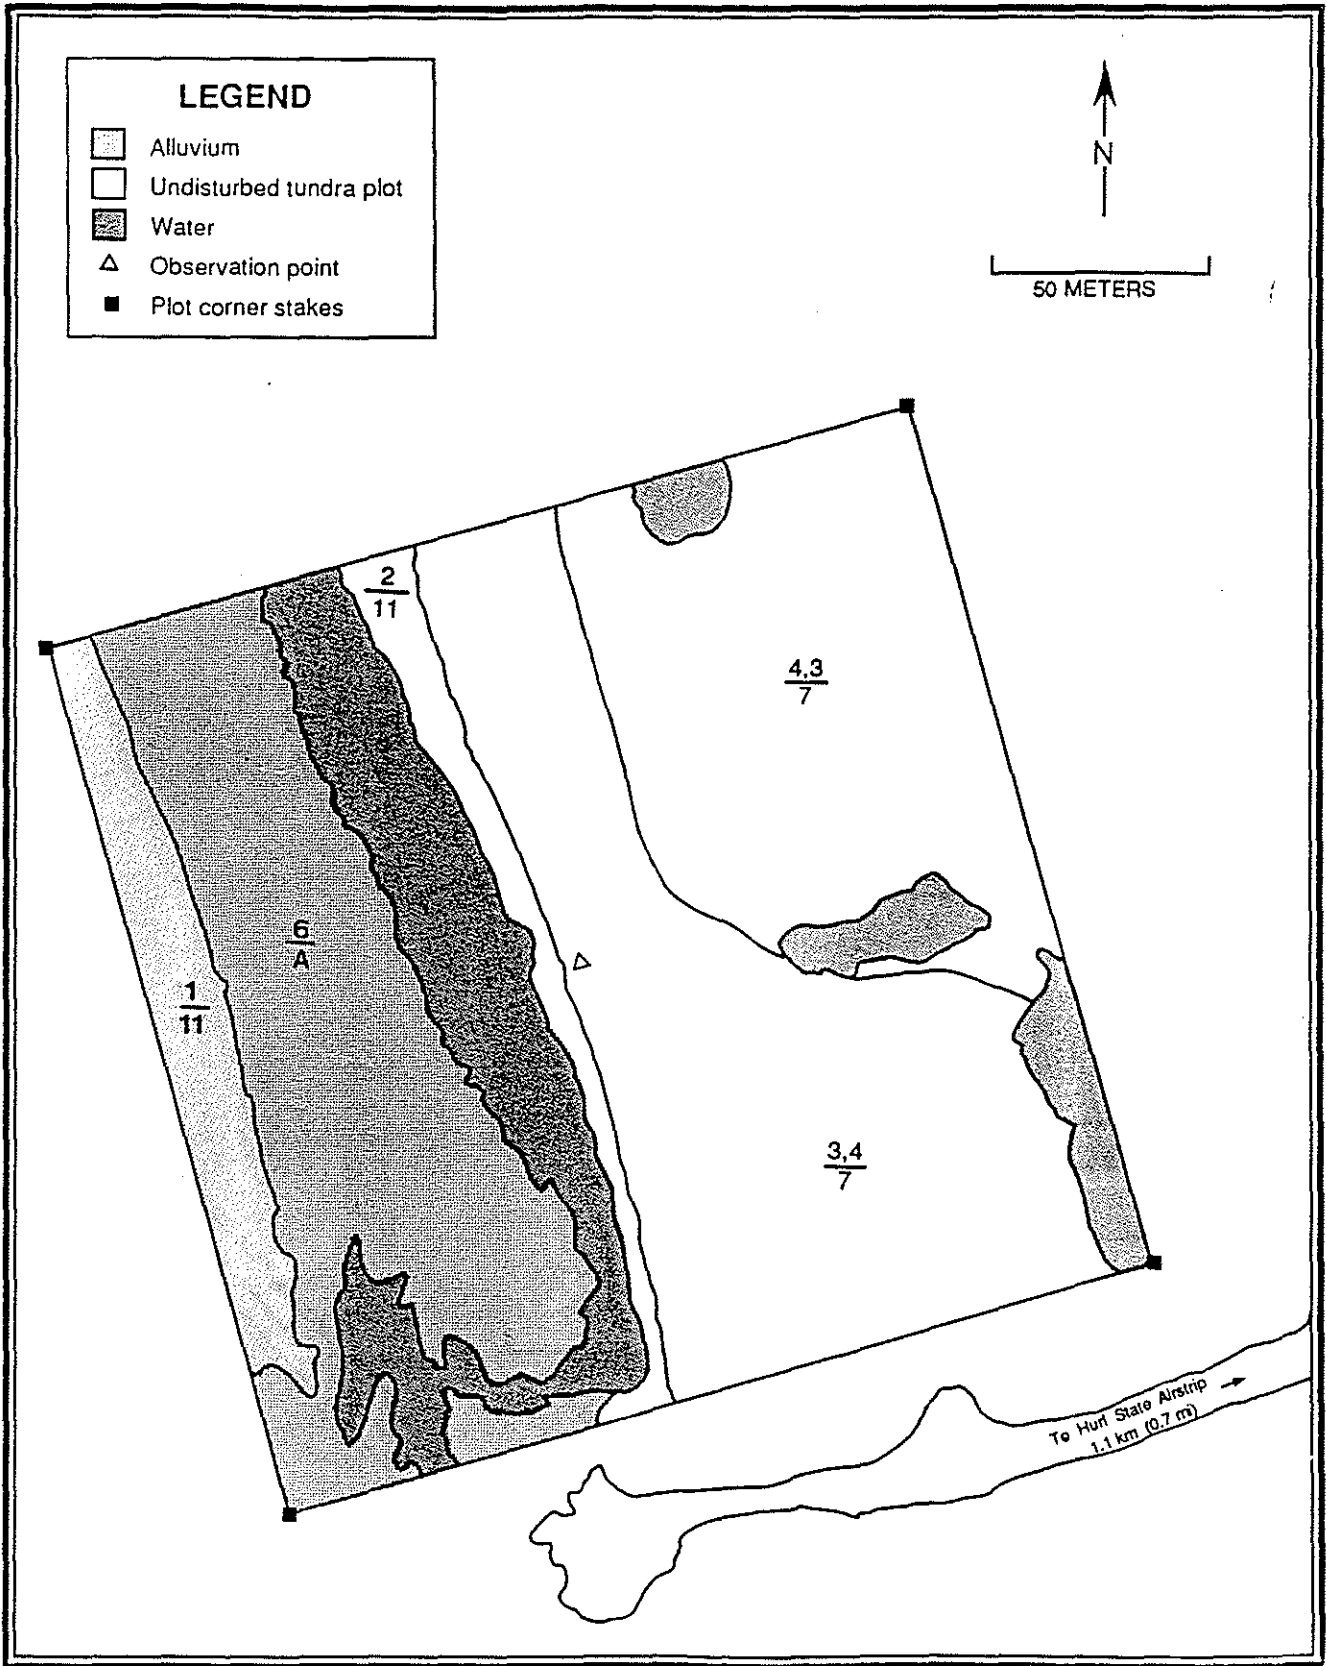 LEGEND
Alluvium
Undisturbed tundra plot
Water
Observation point
Plot corner stakes
N
50 METERS
2
11
4,3
7
6
A
1
11
3,4
7
To Hurl State Airstrip
1.1 km (0.7 mi)